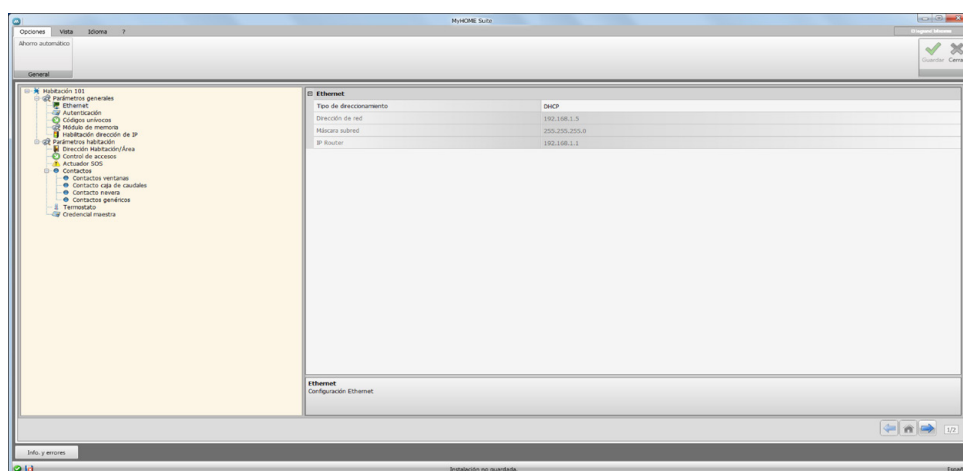 MyHOME Suite
Opciones Vista Idioma ?
Ahorro automático
Guardar Cerra
General
Habitación 101
Parámetros generales
Ethernet
Autenticación
Códigos unívocos
Módulo de memoria
Habilitación dirección de IP
Parámetros habitación
Dirección Habitación/Área
Control de accesos
Actuador SOS
Contactos
Contactos ventanas
Contacto caja de caudales
Contacto nevera
Contactos genéricos
Termostato
Credencial maestra
Ethernet
Tipo de direccionamiento DHCP
Dirección de red 192.168.1.5
Máscara subred 255.255.255.0
IP Router 192.168.1.1
Ethernet
Configuración Ethernet
1/2
Info. y errores
Instalación no guardada
Españ